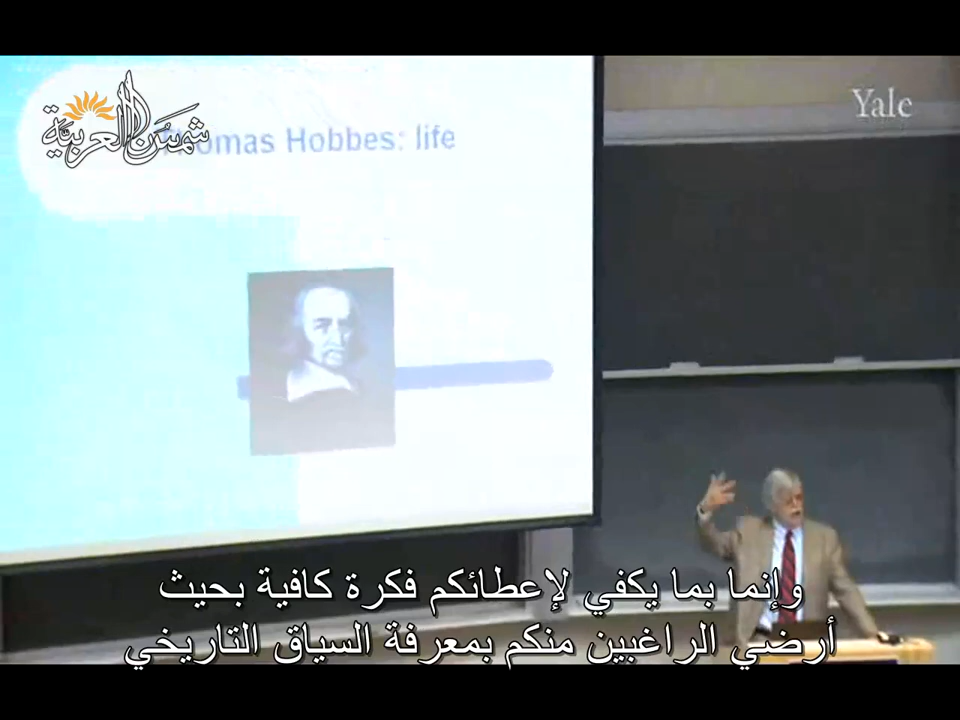 Yale
شمس العربية
Thomas Hobbes: life
وإنما بما يكفي لإعطائكم فكرة كافية بحيث
أرضي الراغبين منكم بمعرفة السياق التاريخي